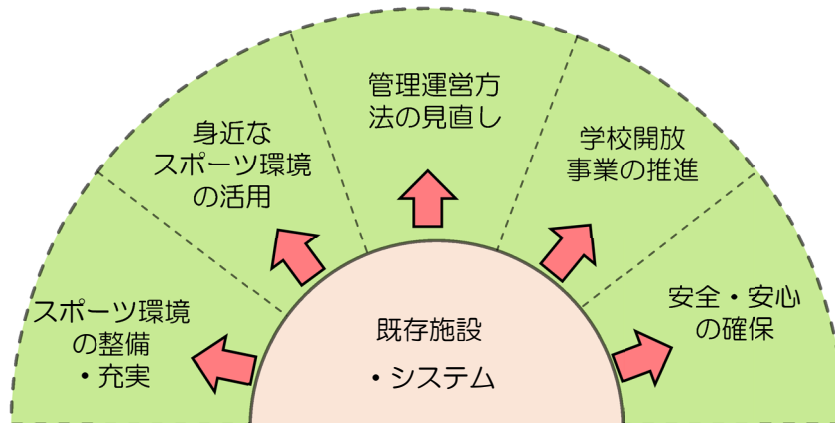 管理運営方
法の見直し
身近な
スポーツ環境
の活用
学校開放
事業の推進
スポーツ環境
の整備
・充実
安全・安心
の確保
既存施設
・システム